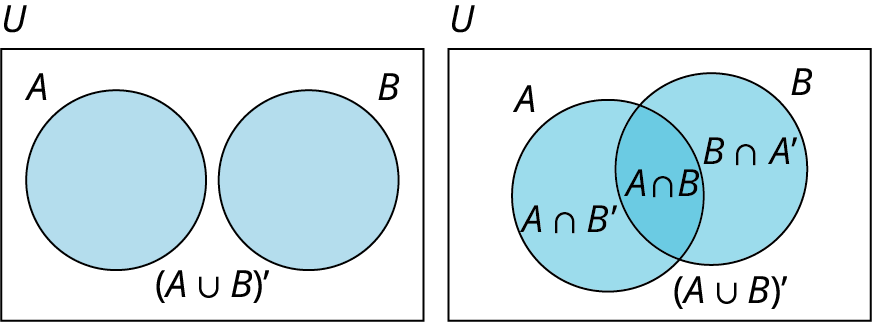 U
A
B
(A ∪ B)′
U
A
B
B ∩ A′
A∩B
A ∩ B′
(A ∪ B)′